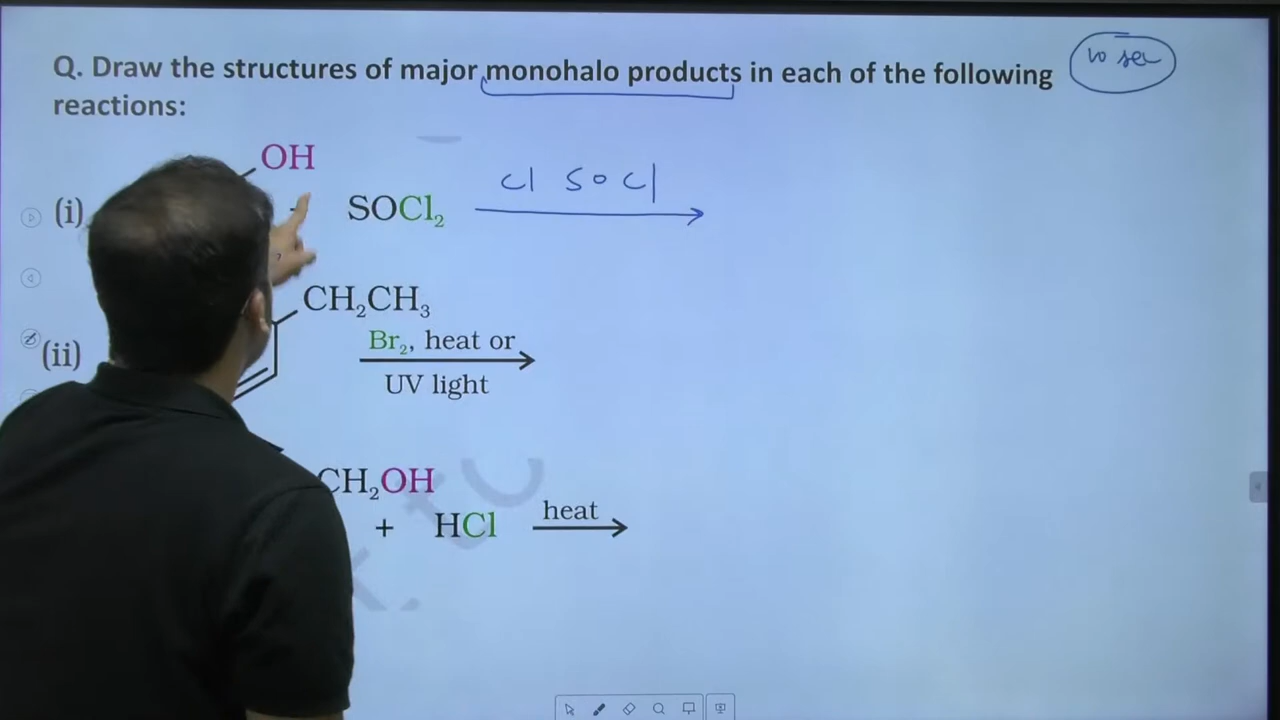 Q. Draw the structures of major monohalo products in each of the following
reactions:
10 sec
OH
(i)
SOCl₂
Cl SO Cl
CH₂CH₃
(ii)
Br₂, heat or
UV light
CH₂OH
+ HCl
heat